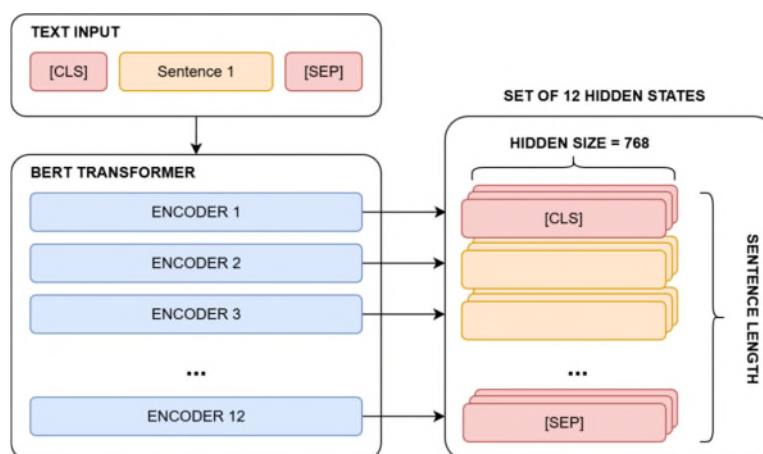 TEXT INPUT
[CLS] Sentence 1 [SEP]
BERT TRANSFORMER
ENCODER 1
ENCODER 2
ENCODER 3
...
ENCODER 12
SET OF 12 HIDDEN STATES
HIDDEN SIZE = 768
[CLS]
...
[SEP]
SENTENCE LENGTH